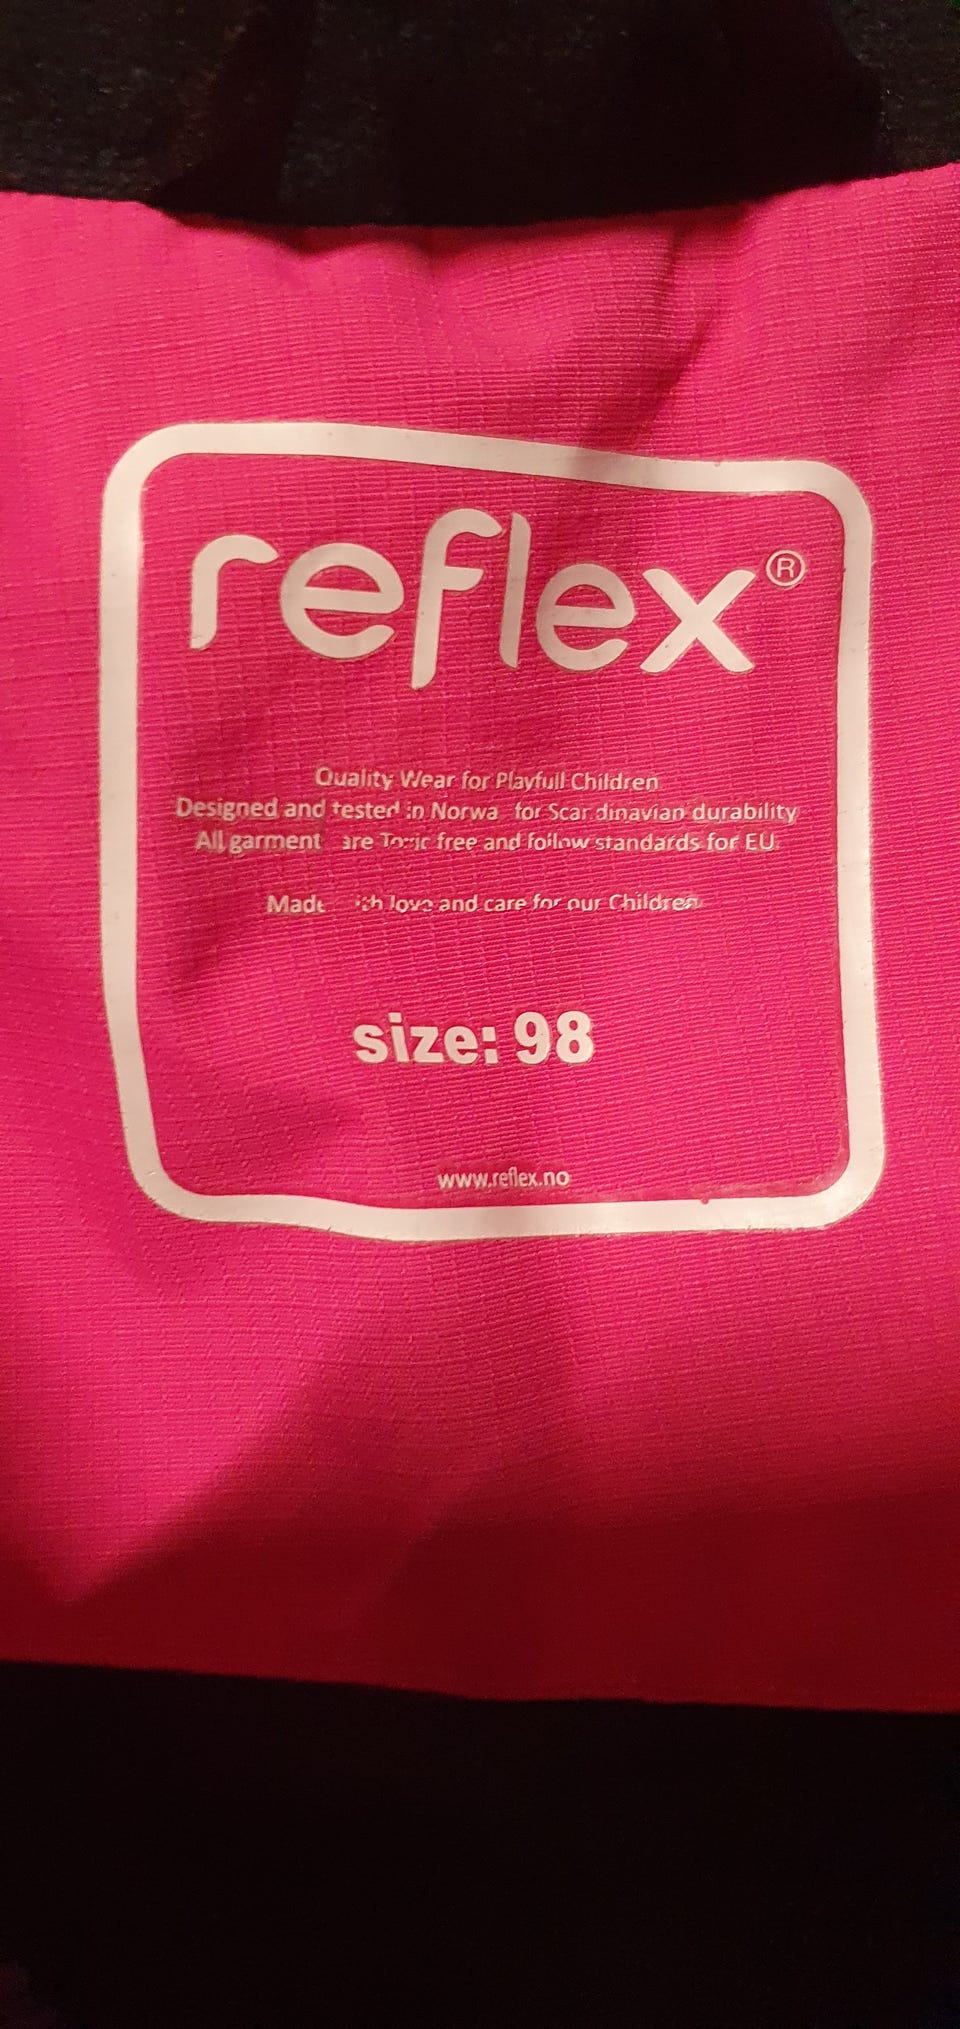 reflex®
Quality Wear for Playfull Children
Designed and tested in Norwa for Scandinavian durability
All garment are Toxic free and follow standards for EU.
Made with love and care for our Children.
size: 98
www.reflex.no